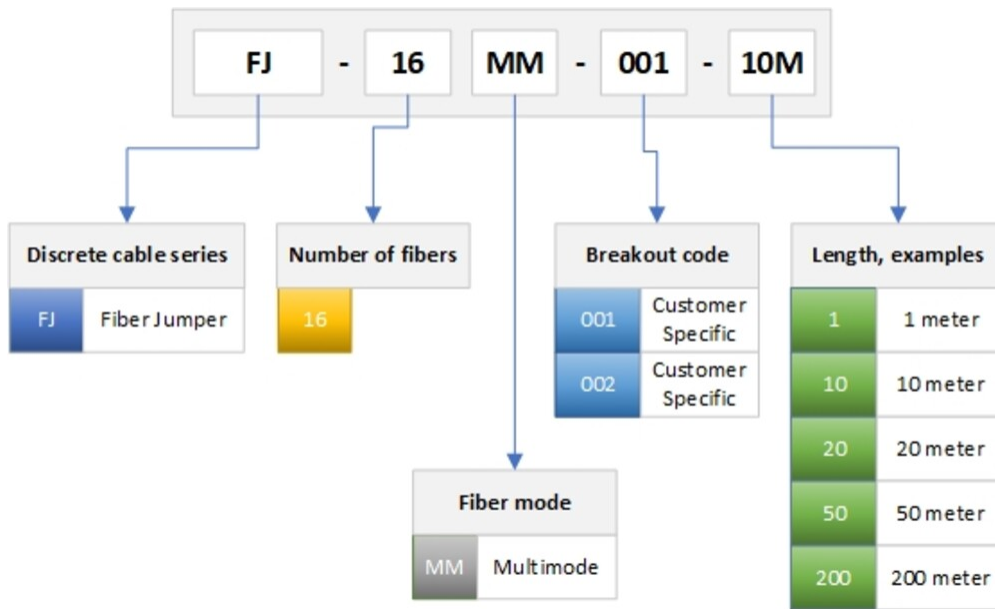 FJ - 16 MM - 001 - 10M
Discrete cable series
FJ Fiber Jumper
Number of fibers
16
Breakout code
001 Customer
Specific
002 Customer
Specific
Length, examples
1 1 meter
10 10 meter
20 20 meter
50 50 meter
200 200 meter
Fiber mode
MM Multimode